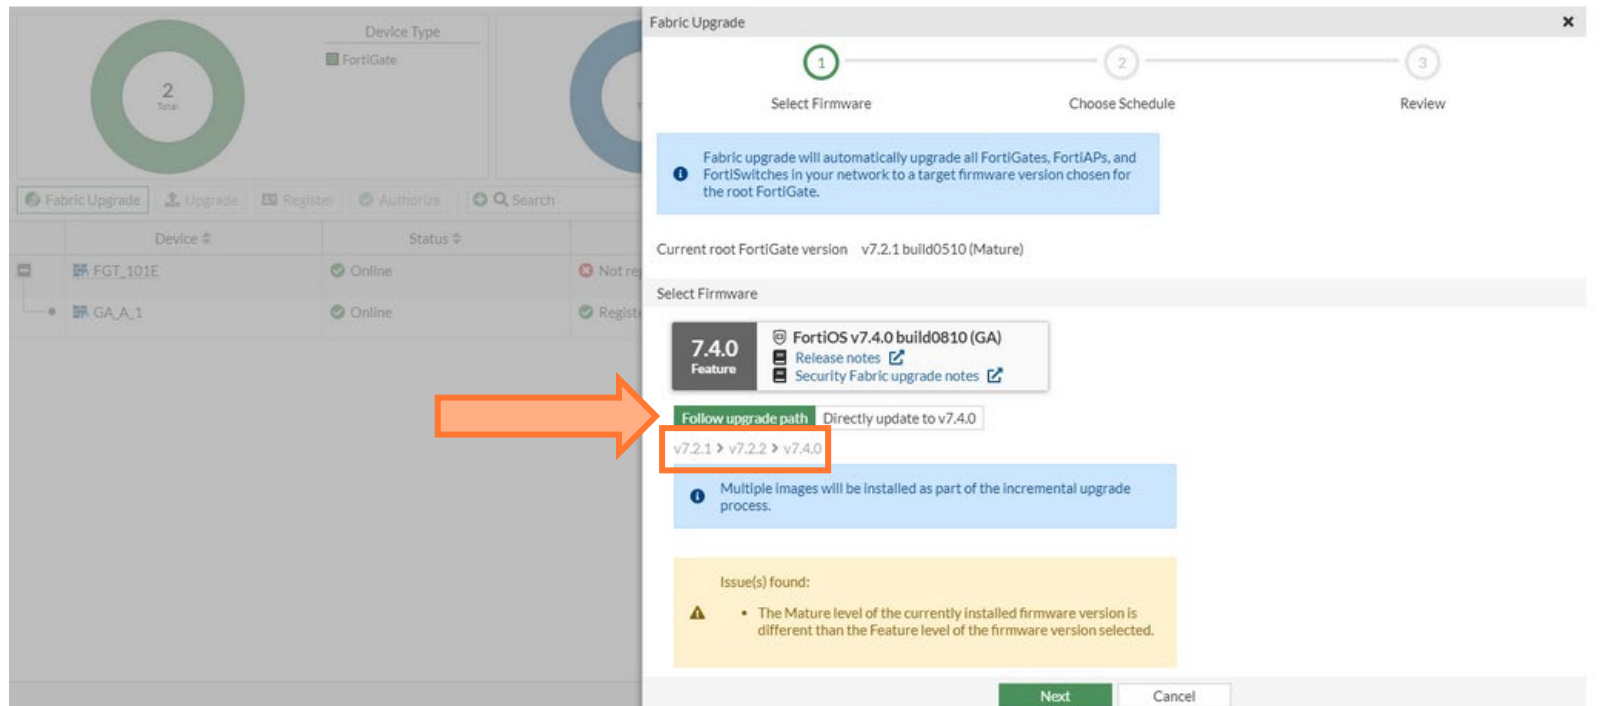 Device Type
FortiGate
2
Total
Fabric Upgrade
Upgrade
Register
Authorize
Search
Device
Status
FGT_101E
Online
Not re
GA_A_1
Online
Registe
Fabric Upgrade
1
2
3
Select Firmware
Choose Schedule
Review
Fabric upgrade will automatically upgrade all FortiGates, FortiAPs, and
FortiSwitches in your network to a target firmware version chosen for
the root FortiGate.
Current root FortiGate version v7.2.1 build0510 (Mature)
Select Firmware
7.4.0
Feature
FortiOS v7.4.0 build0810 (GA)
Release notes
Security Fabric upgrade notes
Follow upgrade path
Directly update to v7.4.0
v7.2.1 > v7.2.2 > v7.4.0
Multiple images will be installed as part of the incremental upgrade
process.
Issue(s) found:
• The Mature level of the currently installed firmware version is
different than the Feature level of the firmware version selected.
Next
Cancel